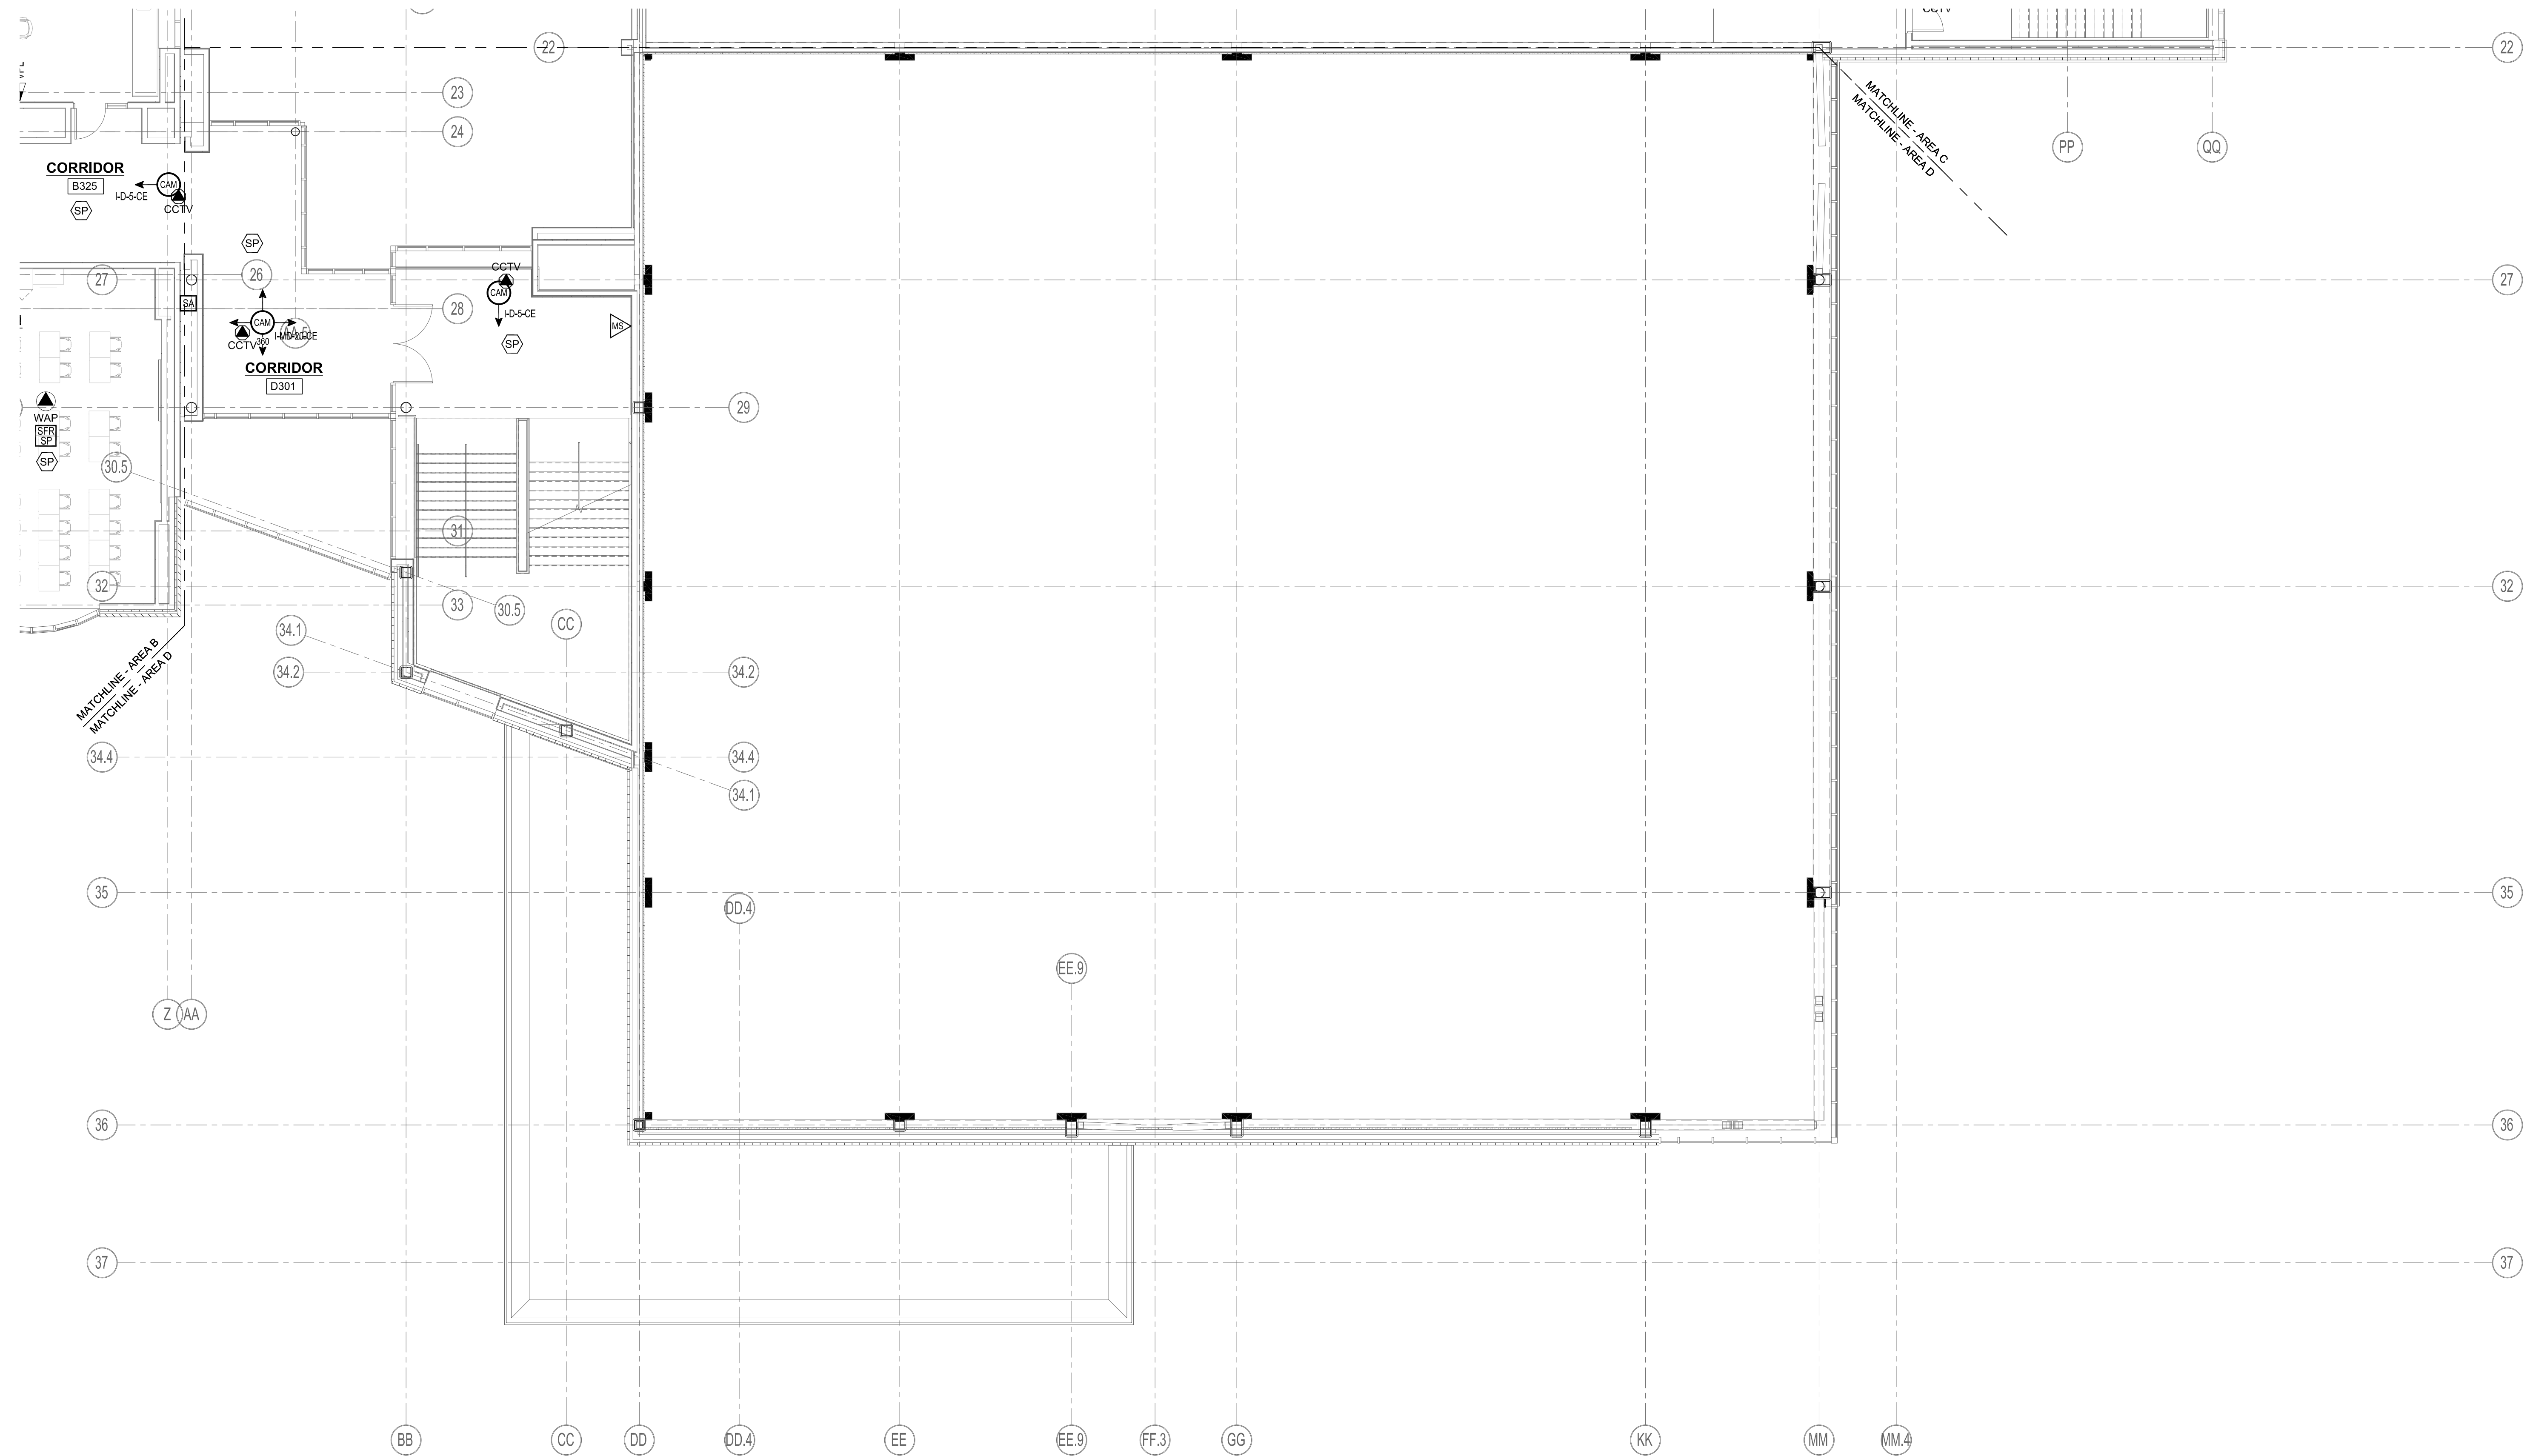 22
22
23
24
MATCHLINE - AREA C
MATCHLINE - AREA D
PP
QQ
CORRIDOR
B325
CAM
I-D-5-CE
CCTV
SP
SP
27
26
CCTV
CAM
I-D-5-CE
SP
27
SA
28
CAM
CCTV
360
I-MD-20-CE
MS
CORRIDOR
D301
WAP
SFR
SP
SP
29
30.5
31
32
32
33
30.5
CC
34.1
34.2
34.2
MATCHLINE - AREA B
MATCHLINE - AREA D
34.4
34.4
34.1
35
35
DD.4
EE.9
Z
AA
36
36
37
37
BB
CC
DD
DD.4
EE
EE.9
FF.3
GG
KK
MM
MM.4